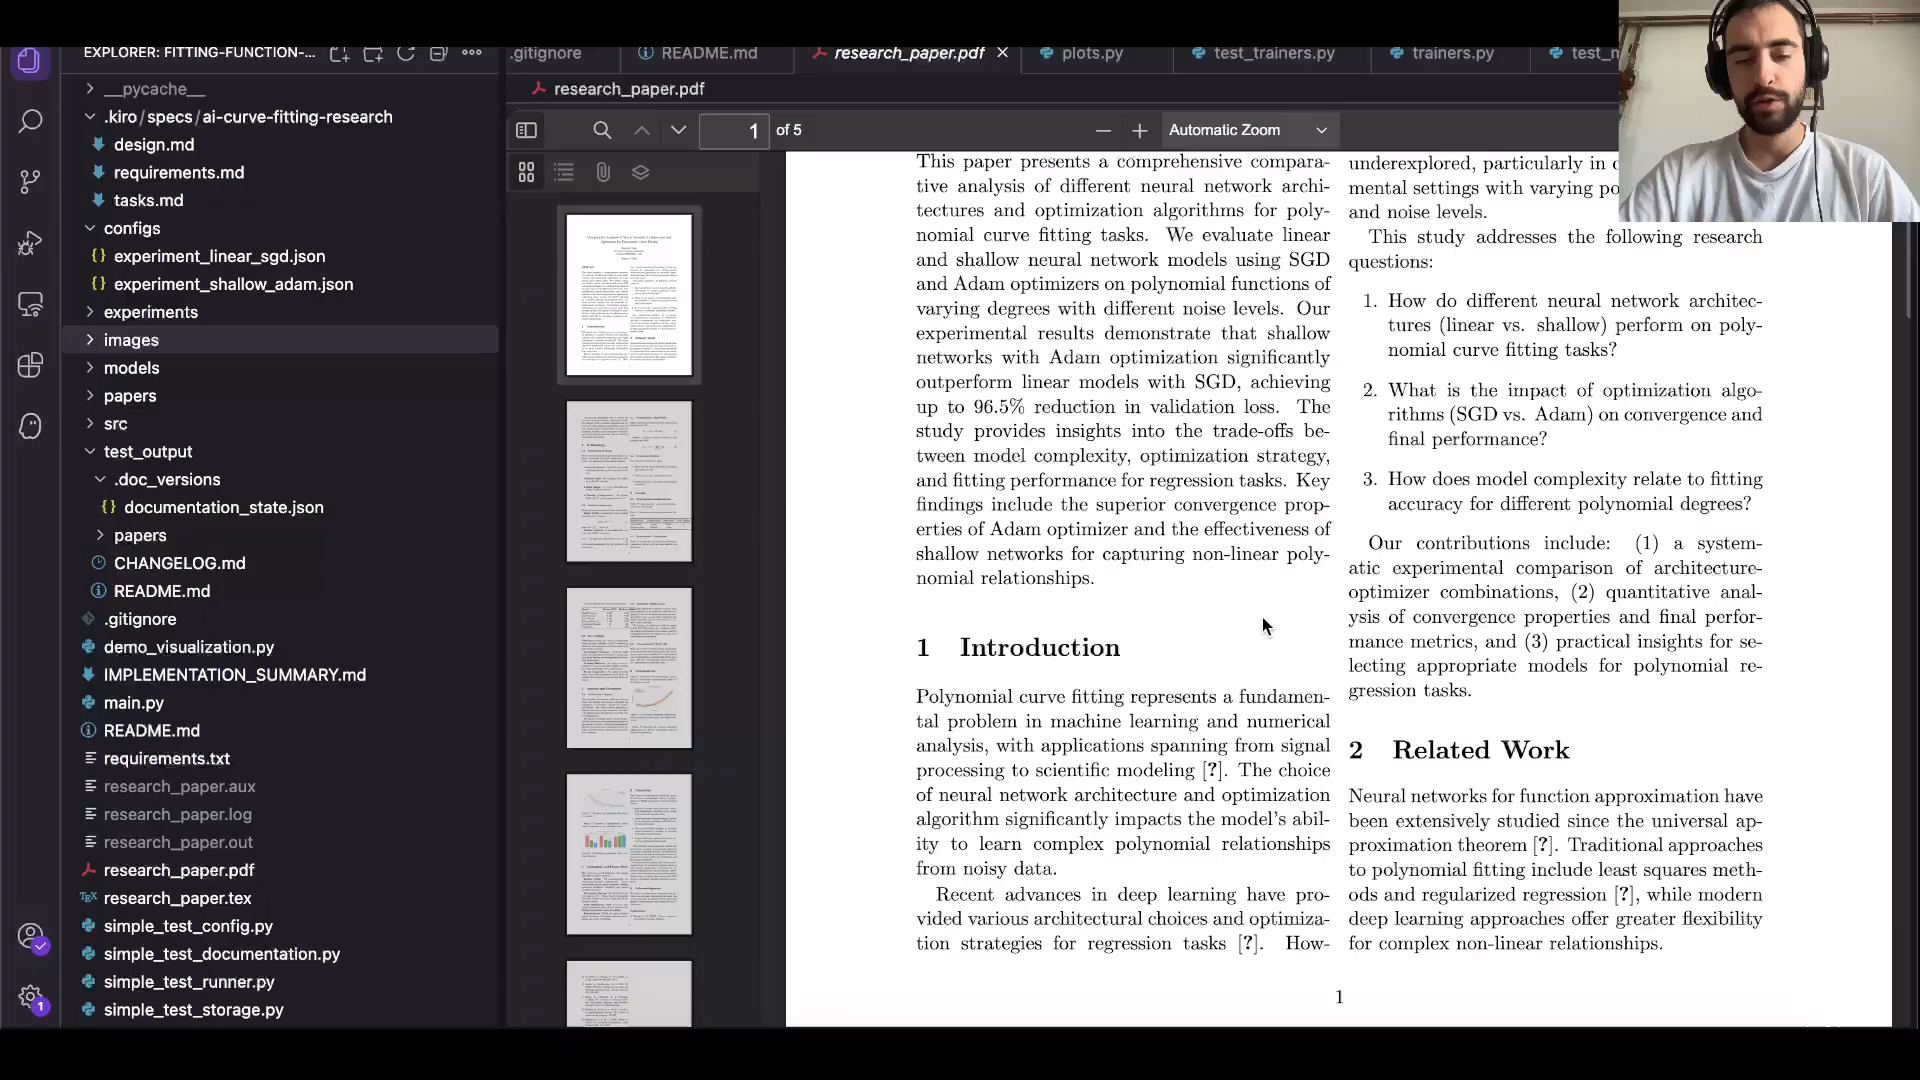 EXPLORER: FITTING-FUNCTION-...
__pycache__
.kiro/specs/ai-curve-fitting-research
design.md
requirements.md
tasks.md
configs
{} experiment_linear_sgd.json
{} experiment_shallow_adam.json
experiments
images
models
papers
src
test_output
.doc_versions
{} documentation_state.json
papers
CHANGELOG.md
README.md
.gitignore
demo_visualization.py
IMPLEMENTATION_SUMMARY.md
main.py
README.md
requirements.txt
research_paper.aux
research_paper.log
research_paper.out
research_paper.pdf
TEX research_paper.tex
simple_test_config.py
simple_test_documentation.py
simple_test_runner.py
simple_test_storage.py
1
.gitignore
README.md
research_paper.pdf
plots.py
test_trainers.py
trainers.py
research_paper.pdf
1 of 5
Automatic Zoom
This paper presents a comprehensive compara-
tive analysis of different neural network archi-
tectures and optimization algorithms for poly-
nomial curve fitting tasks. We evaluate linear
and shallow neural network models using SGD
and Adam optimizers on polynomial functions of
varying degrees with different noise levels. Our
experimental results demonstrate that shallow
networks with Adam optimization significantly
outperform linear models with SGD, achieving
up to 96.5% reduction in validation loss. The
study provides insights into the trade-offs be-
tween model complexity, optimization strategy,
and fitting performance for regression tasks. Key
findings include the superior convergence prop-
erties of Adam optimizer and the effectiveness of
shallow networks for capturing non-linear poly-
nomial relationships.
1 Introduction
Polynomial curve fitting represents a fundamen-
tal problem in machine learning and numerical
analysis, with applications spanning from signal
processing to scientific modeling [?]. The choice
of neural network architecture and optimization
algorithm significantly impacts the model's abil-
ity to learn complex polynomial relationships
from noisy data.
Recent advances in deep learning have pro-
vided various architectural choices and optimiza-
tion strategies for regression tasks [?]. How-
underexplored, particularly in
mental settings with varying
and noise levels.
This study addresses the following research
questions:
1. How do different neural network architec-
tures (linear vs. shallow) perform on poly-
nomial curve fitting tasks?
2. What is the impact of optimization algo-
rithms (SGD vs. Adam) on convergence and
final performance?
3. How does model complexity relate to fitting
accuracy for different polynomial degrees?
Our contributions include: (1) a system-
atic experimental comparison of architecture-
optimizer combinations, (2) quantitative anal-
ysis of convergence properties and final perfor-
mance metrics, and (3) practical insights for se-
lecting appropriate models for polynomial re-
gression tasks.
2 Related Work
Neural networks for function approximation have
been extensively studied since the universal ap-
proximation theorem [?]. Traditional approaches
to polynomial fitting include least squares meth-
ods and regularized regression [?], while modern
deep learning approaches offer greater flexibility
for complex non-linear relationships.
1